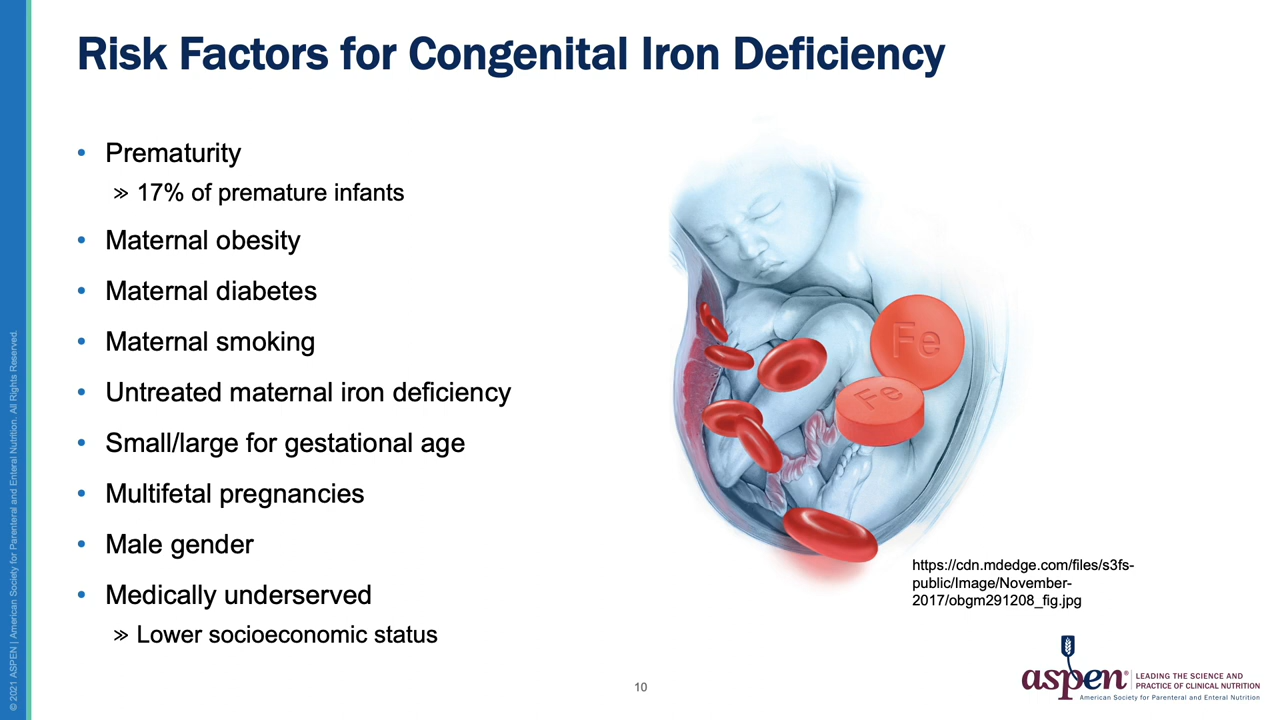 Risk Factors for Congenital Iron Deficiency
• Prematurity
» 17% of premature infants
• Maternal obesity
• Maternal diabetes
• Maternal smoking
• Untreated maternal iron deficiency
• Small/large for gestational age
• Multifetal pregnancies
• Male gender
• Medically underserved
» Lower socioeconomic status
Fe
Fe
https://cdn.mdedge.com/files/s3fs-
public/Image/November-
2017/obgm291208_fig.jpg
© 2021 ASPEN | American Society for Parenteral and Enteral Nutrition. All Rights Reserved.
10
aspen®
LEADING THE SCIENCE AND
PRACTICE OF CLINICAL NUTRITION
American Society for Parenteral and Enteral Nutrition